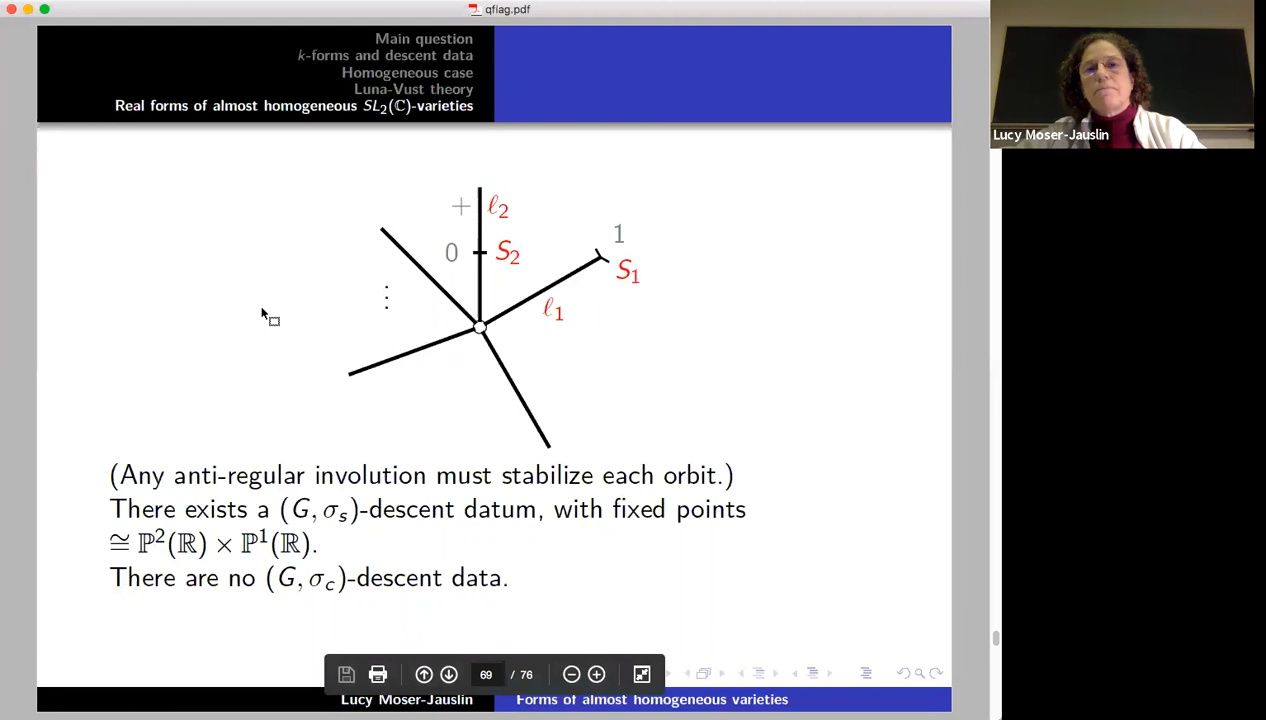 qfiag.pdf
Main question
k-forms and descent data
Homogeneous case
Luna-Vust theory
Real forms of almost homogeneous SL₂(ℂ)-varieties
Lucy Moser-Jauslin
+ ℓ₂
0 S₂
1
S₁
ℓ₁
⋮
(Any anti-regular involution must stabilize each orbit.)
There exists a (G, σₛ)-descent datum, with fixed points
≅ ℙ²(ℝ) × ℙ¹(ℝ).
There are no (G, σ_c)-descent data.
69 / 76
Lucy Moser-Jauslin Forms of almost homogeneous varieties